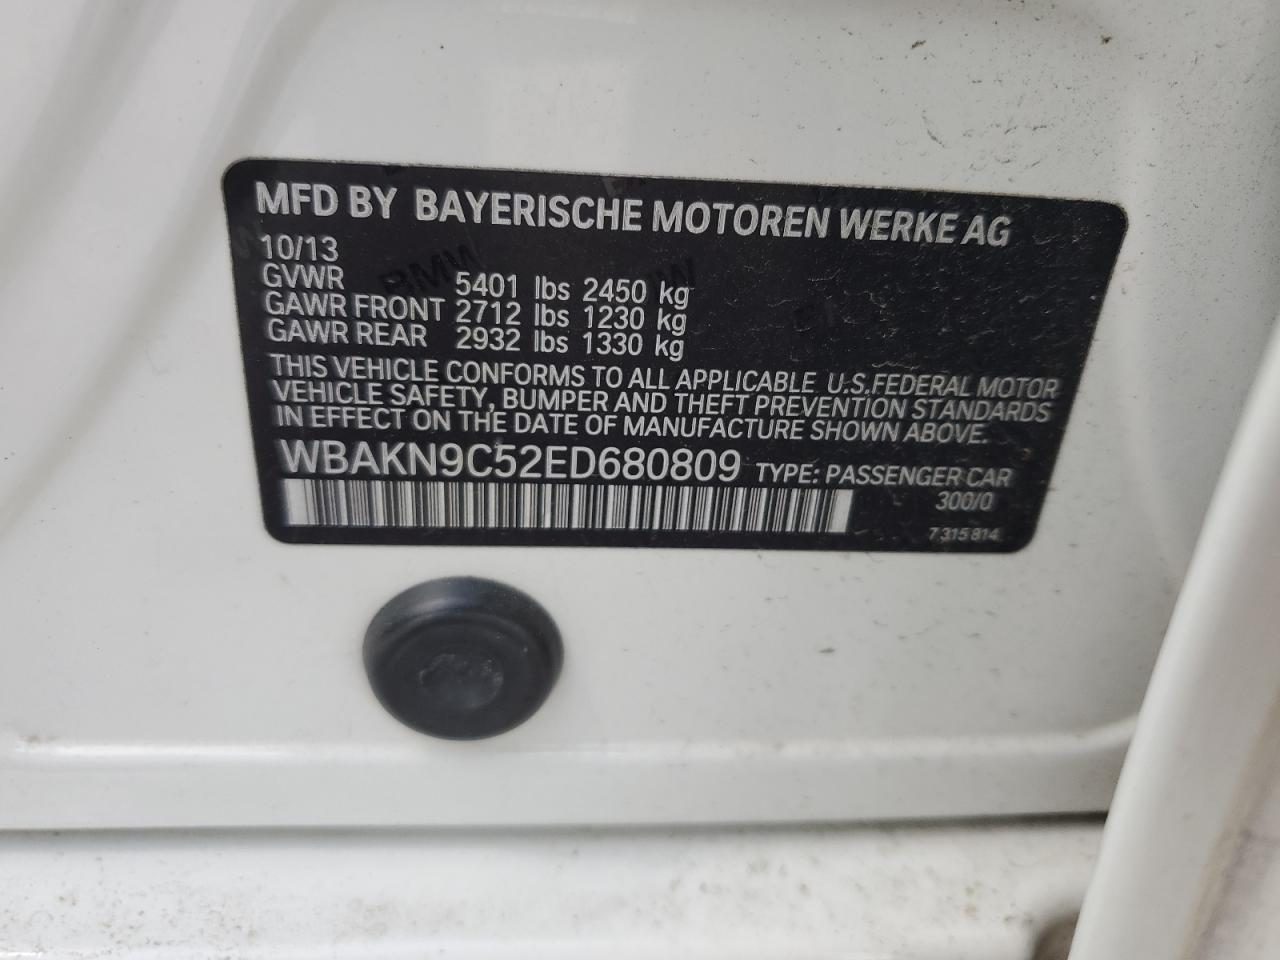 MFD BY BAYERISCHE MOTOREN WERKE AG
10/13
GVWR 5401 lbs 2450 kg
GAWR FRONT 2712 lbs 1230 kg
GAWR REAR 2932 lbs 1330 kg
THIS VEHICLE CONFORMS TO ALL APPLICABLE U.S.FEDERAL MOTOR
VEHICLE SAFETY, BUMPER AND THEFT PREVENTION STANDARDS
IN EFFECT ON THE DATE OF MANUFACTURE SHOWN ABOVE.
WBAKN9C52ED680809 TYPE: PASSENGER CAR
300/0
7 315 814